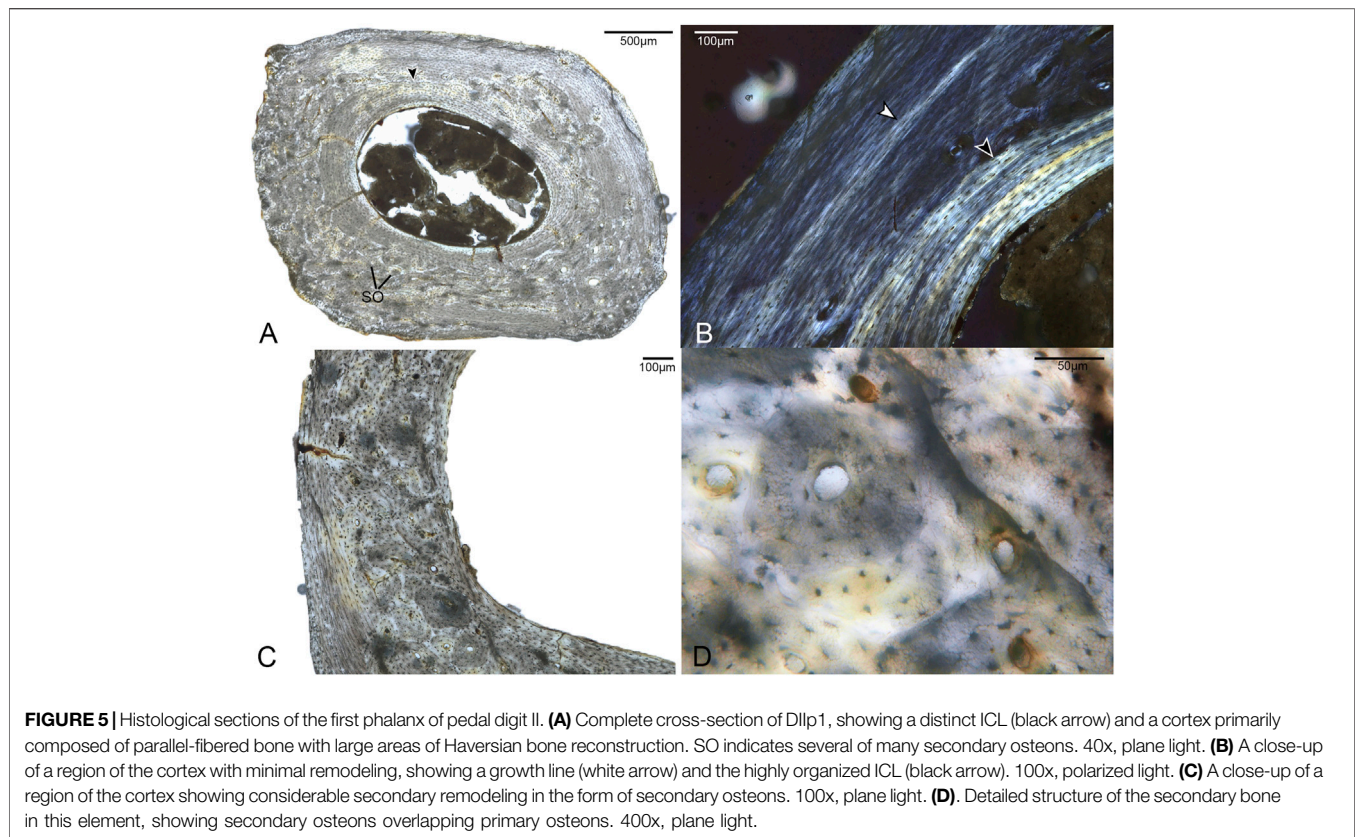 500µm
100µm
SO
A
B
100µm
50µm
C
D
FIGURE 5 | Histological sections of the first phalanx of pedal digit II. (A) Complete cross-section of DIIp1, showing a distinct ICL (black arrow) and a cortex primarily
composed of parallel-fibered bone with large areas of Haversian bone reconstruction. SO indicates several of many secondary osteons. 40x, plane light. (B) A close-up
of a region of the cortex with minimal remodeling, showing a growth line (white arrow) and the highly organized ICL (black arrow). 100x, polarized light. (C) A close-up of a
region of the cortex showing considerable secondary remodeling in the form of secondary osteons. 100x, plane light. (D). Detailed structure of the secondary bone
in this element, showing secondary osteons overlapping primary osteons. 400x, plane light.